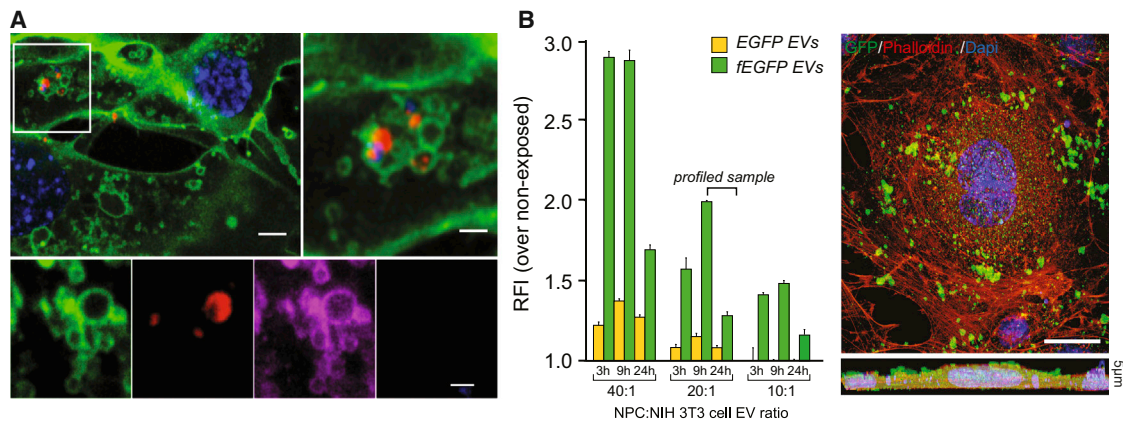 A
B
RFI (over non-exposed)
3.0
2.5
2.0
1.5
1.0
EGFP EVs
fEGFP EVs
profiled sample
3h 9h 24h 3h 9h 24h 3h 9h 24h
40:1 20:1 10:1
NPC:NIH 3T3 cell EV ratio
GFP/Phalloidin /Dapi
5µm